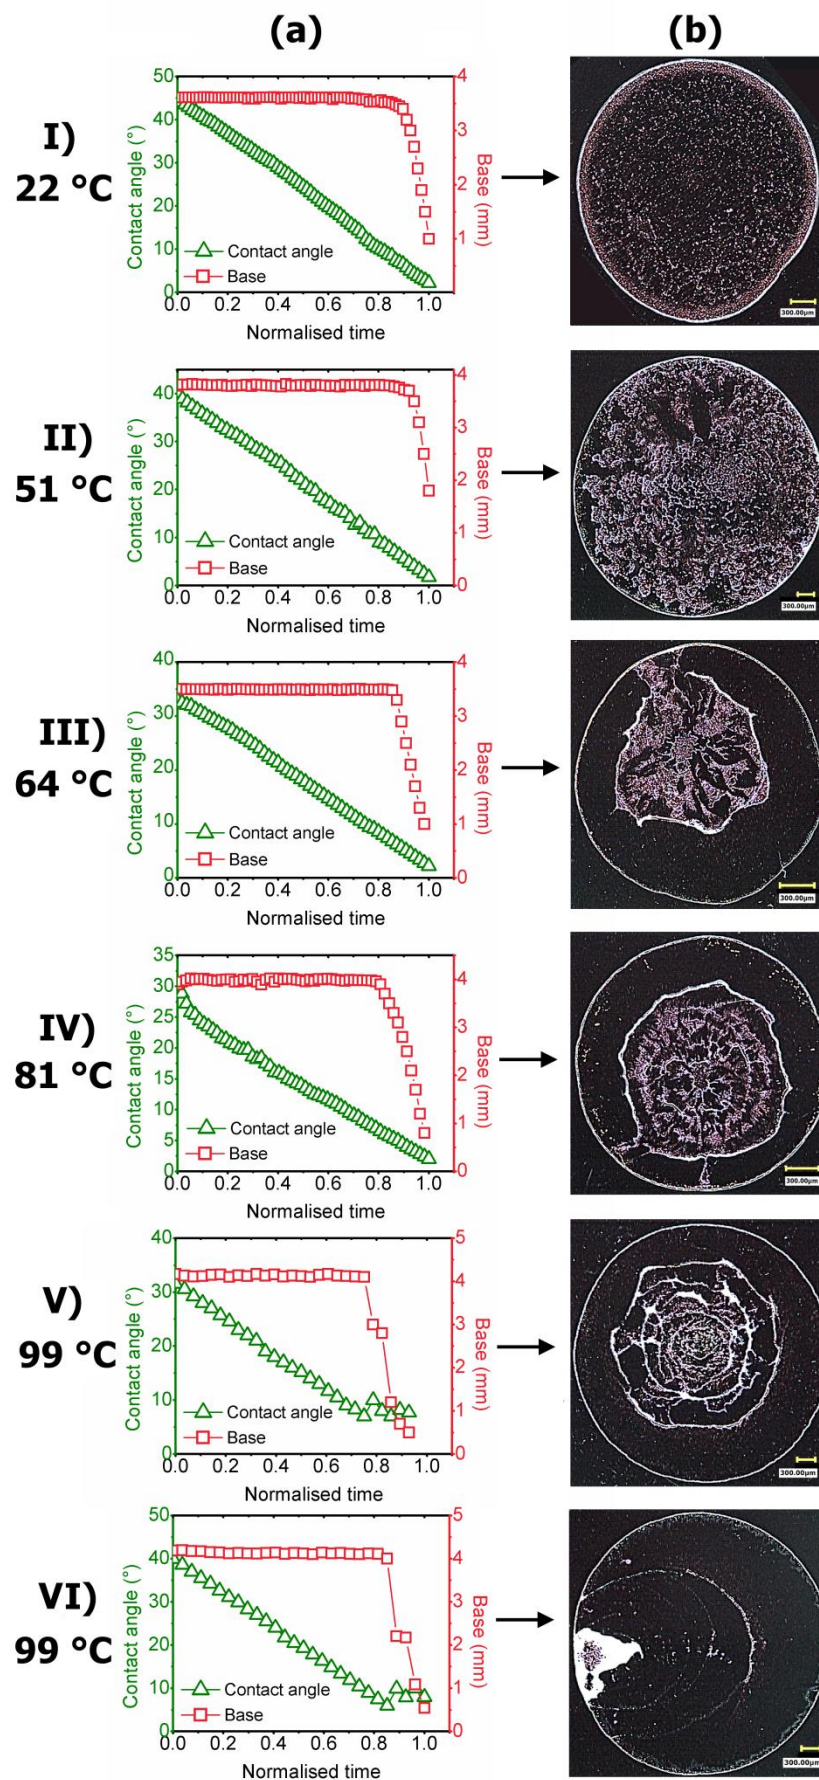 (a) (b)
I)
22 °C
Contact angle (°)
50
40
30
20
10
0
Contact angle
Base
4
3
2
1
Base (mm)
0.0 0.2 0.4 0.6 0.8 1.0
Normalised time
300.00µm
II)
51 °C
Contact angle (°)
40
30
20
10
0
Contact angle
Base
4
3
2
1
0
Base (mm)
0.0 0.2 0.4 0.6 0.8 1.0
Normalised time
300.00µm
III)
64 °C
Contact angle (°)
40
30
20
10
0
Contact angle
Base
4
3
2
1
0
Base (mm)
0.0 0.2 0.4 0.6 0.8 1.0
Normalised time
300.00µm
IV)
81 °C
Contact angle (°)
35
30
25
20
15
10
5
0
Contact angle
Base
4
3
2
1
0
Base (mm)
0.0 0.2 0.4 0.6 0.8 1.0
Normalised time
300.00µm
V)
99 °C
Contact angle (°)
40
30
20
10
0
Contact angle
Base
5
4
3
2
1
0
Base (mm)
0.0 0.2 0.4 0.6 0.8 1.0
Normalised time
300.00µm
VI)
99 °C
Contact angle (°)
50
40
30
20
10
0
Contact angle
Base
5
4
3
2
1
0
Base (mm)
0.0 0.2 0.4 0.6 0.8 1.0
Normalised time
300.00µm